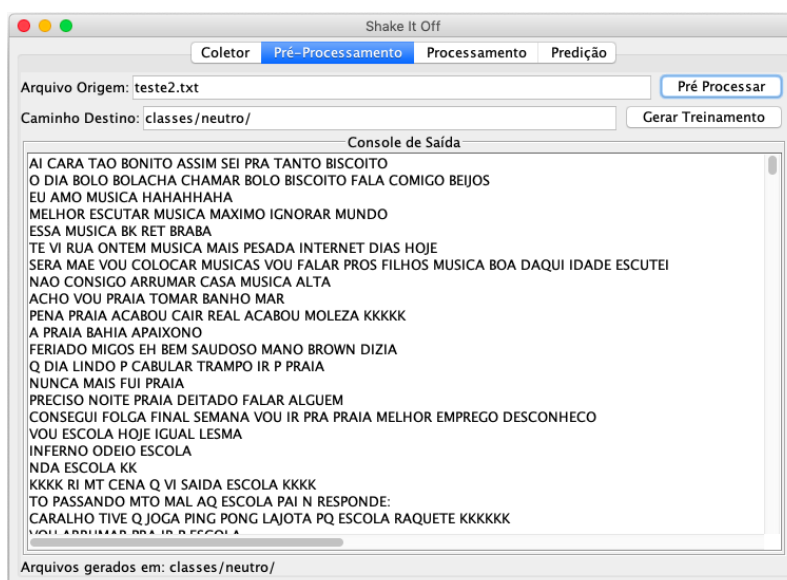 Shake It Off
Coletor Pré-Processamento Processamento Predição
Arquivo Origem: teste2.txt Pré Processar
Caminho Destino: classes/neutro/ Gerar Treinamento
Console de Saída
AI CARA TAO BONITO ASSIM SEI PRA TANTO BISCOITO
O DIA BOLO BOLACHA CHAMAR BOLO BISCOITO FALA COMIGO BEIJOS
EU AMO MUSICA HAHAHHAHA
MELHOR ESCUTAR MUSICA MAXIMO IGNORAR MUNDO
ESSA MUSICA BK RET BRABA
TE VI RUA ONTEM MUSICA MAIS PESADA INTERNET DIAS HOJE
SERA MAE VOU COLOCAR MUSICAS VOU FALAR PROS FILHOS MUSICA BOA DAQUI IDADE ESCUTEI
NAO CONSIGO ARRUMAR CASA MUSICA ALTA
ACHO VOU PRAIA TOMAR BANHO MAR
PENA PRAIA ACABOU CAIR REAL ACABOU MOLEZA KKKKK
A PRAIA BAHIA APAIXONO
FERIADO MIGOS EH BEM SAUDOSO MANO BROWN DIZIA
Q DIA LINDO P CABULAR TRAMPO IR P PRAIA
NUNCA MAIS FUI PRAIA
PRECISO NOITE PRAIA DEITADO FALAR ALGUEM
CONSEGUI FOLGA FINAL SEMANA VOU IR PRA PRAIA MELHOR EMPREGO DESCONHECO
VOU ESCOLA HOJE IGUAL LESMA
INFERNO ODEIO ESCOLA
NDA ESCOLA KK
KKKK RI MT CENA Q VI SAIDA ESCOLA KKKK
TO PASSANDO MTO MAL AQ ESCOLA PAI N RESPONDE:
CARALHO TIVE Q JOGA PING PONG LAJOTA PQ ESCOLA RAQUETE KKKKKK
VOU ARRUMAR PRA IR P ESCOLA
Arquivos gerados em: classes/neutro/